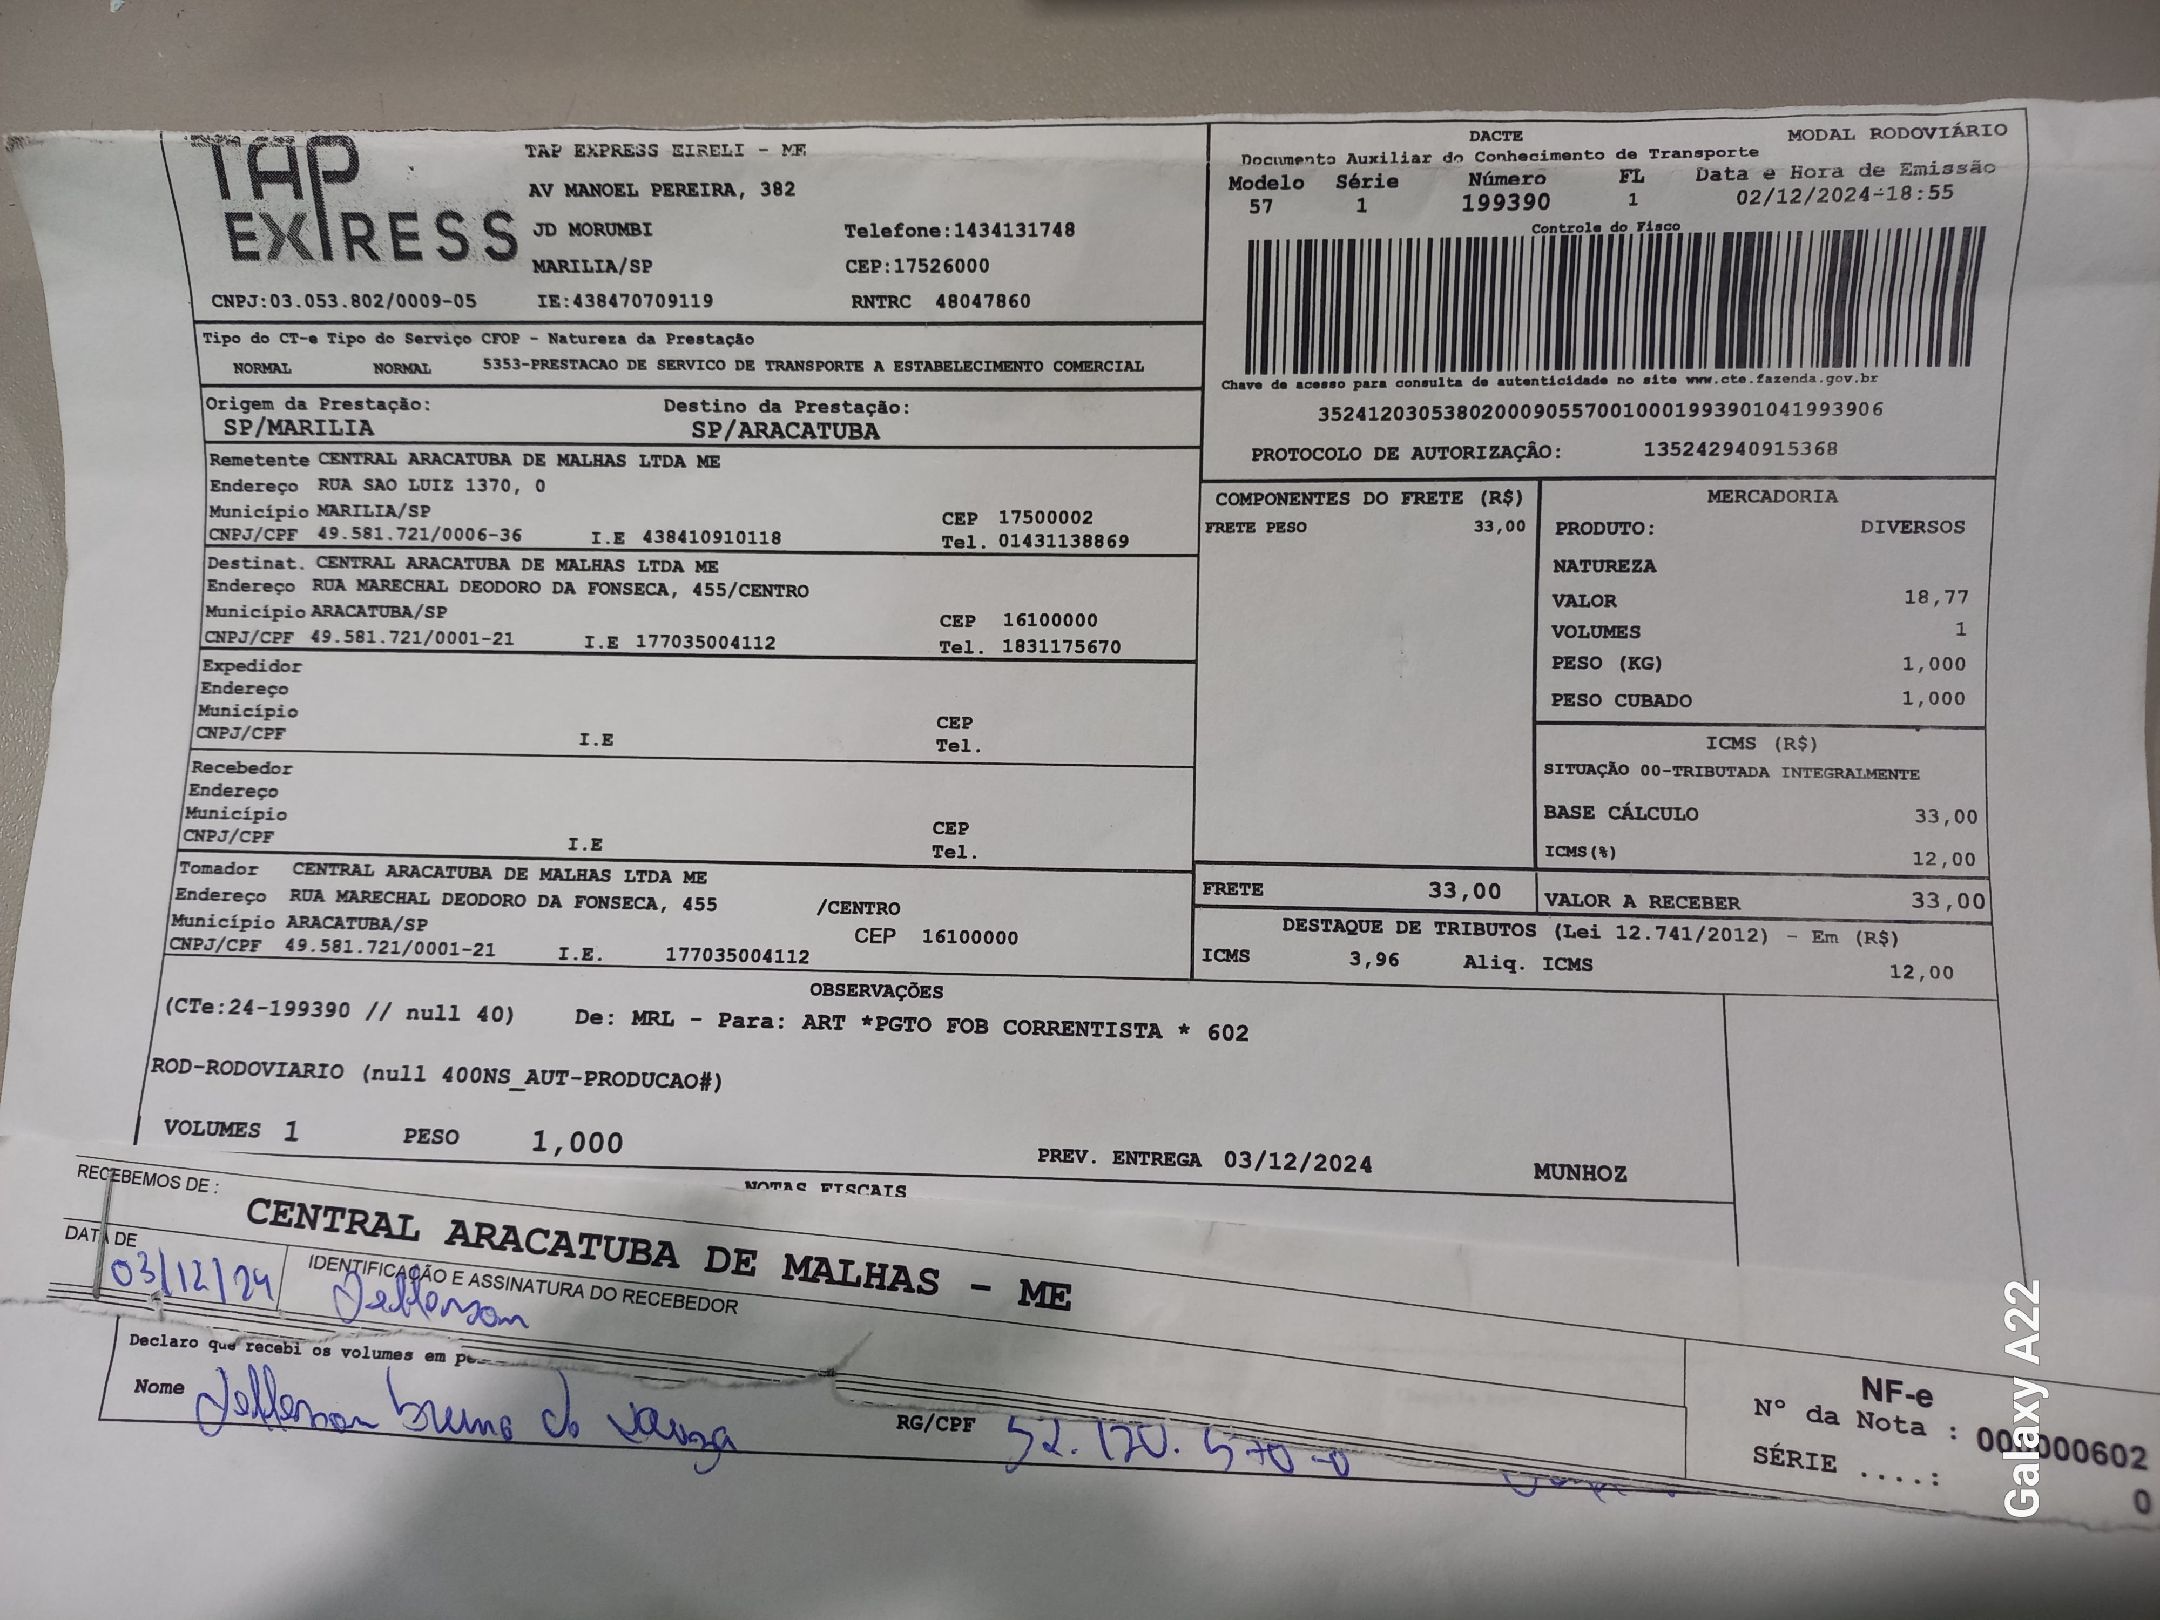 TAP EXPRESS
TAP EXPRESS EIRELI - ME
AV MANOEL PEREIRA, 382
JD MORUMBI Telefone:1434131748
MARILIA/SP CEP:17526000
CNPJ:03.053.802/0009-05 IE:438470709119 RNTRC 48047860
DACTE MODAL RODOVIÁRIO
Documento Auxiliar do Conhecimento de Transporte
Modelo Série Número FL Data e Hora de Emissão
57 1 199390 1 02/12/2024-18:55
Controle do Fisco
Chave de acesso para consulta de autenticidade no site www.cte.fazenda.gov.br
35241203053802000905570010001993901041993906
PROTOCOLO DE AUTORIZAÇÂO: 135242940915368
Tipo do CT-e Tipo do Serviço CFOP - Natureza da Prestação
NORMAL NORMAL 5353-PRESTACAO DE SERVICO DE TRANSPORTE A ESTABELECIMENTO COMERCIAL
Origem da Prestação: Destino da Prestação:
SP/MARILIA SP/ARACATUBA
Remetente CENTRAL ARACATUBA DE MALHAS LTDA ME
Endereço RUA SAO LUIZ 1370, 0
Município MARILIA/SP CEP 17500002
CNPJ/CPF 49.581.721/0006-36 I.E 438410910118 Tel. 01431138869
Destinat. CENTRAL ARACATUBA DE MALHAS LTDA ME
Endereço RUA MARECHAL DEODORO DA FONSECA, 455/CENTRO
Município ARACATUBA/SP CEP 16100000
CNPJ/CPF 49.581.721/0001-21 I.E 177035004112 Tel. 1831175670
Expedidor
Endereço
Município CEP
CNPJ/CPF I.E Tel.
Recebedor
Endereço
Município CEP
CNPJ/CPF I.E Tel.
Tomador CENTRAL ARACATUBA DE MALHAS LTDA ME
Endereço RUA MARECHAL DEODORO DA FONSECA, 455 /CENTRO
Município ARACATUBA/SP CEP 16100000
CNPJ/CPF 49.581.721/0001-21 I.E. 177035004112
COMPONENTES DO FRETE (R$)
FRETE PESO 33,00
MERCADORIA
PRODUTO: DIVERSOS
NATUREZA
VALOR 18,77
VOLUMES 1
PESO (KG) 1,000
PESO CUBADO 1,000
ICMS (R$)
SITUAÇÃO 00-TRIBUTADA INTEGRALMENTE
BASE CÁLCULO 33,00
ICMS(%) 12,00
FRETE 33,00 VALOR A RECEBER 33,00
DESTAQUE DE TRIBUTOS (Lei 12.741/2012) - Em (R$)
ICMS 3,96 Aliq. ICMS 12,00
OBSERVAÇÕES
(CTe:24-199390 // null 40) De: MRL - Para: ART *PGTO FOB CORRENTISTA * 602
ROD-RODOVIARIO (null 400NS_AUT-PRODUCAO#)
VOLUMES 1 PESO 1,000
PREV. ENTREGA 03/12/2024 MUNHOZ
NOTAS FISCAIS
RECEBEMOS DE :
CENTRAL ARACATUBA DE MALHAS - ME
DATA DE IDENTIFICAÇÃO E ASSINATURA DO RECEBEDOR
03/12/24 Jefferson
Declaro que recebi os volumes em pe
Nome Jefferson bruno do souza RG/CPF 52.170.570-0
NF-e
Nº da Nota : 000000602
SÉRIE ....: 0
Galaxy A22